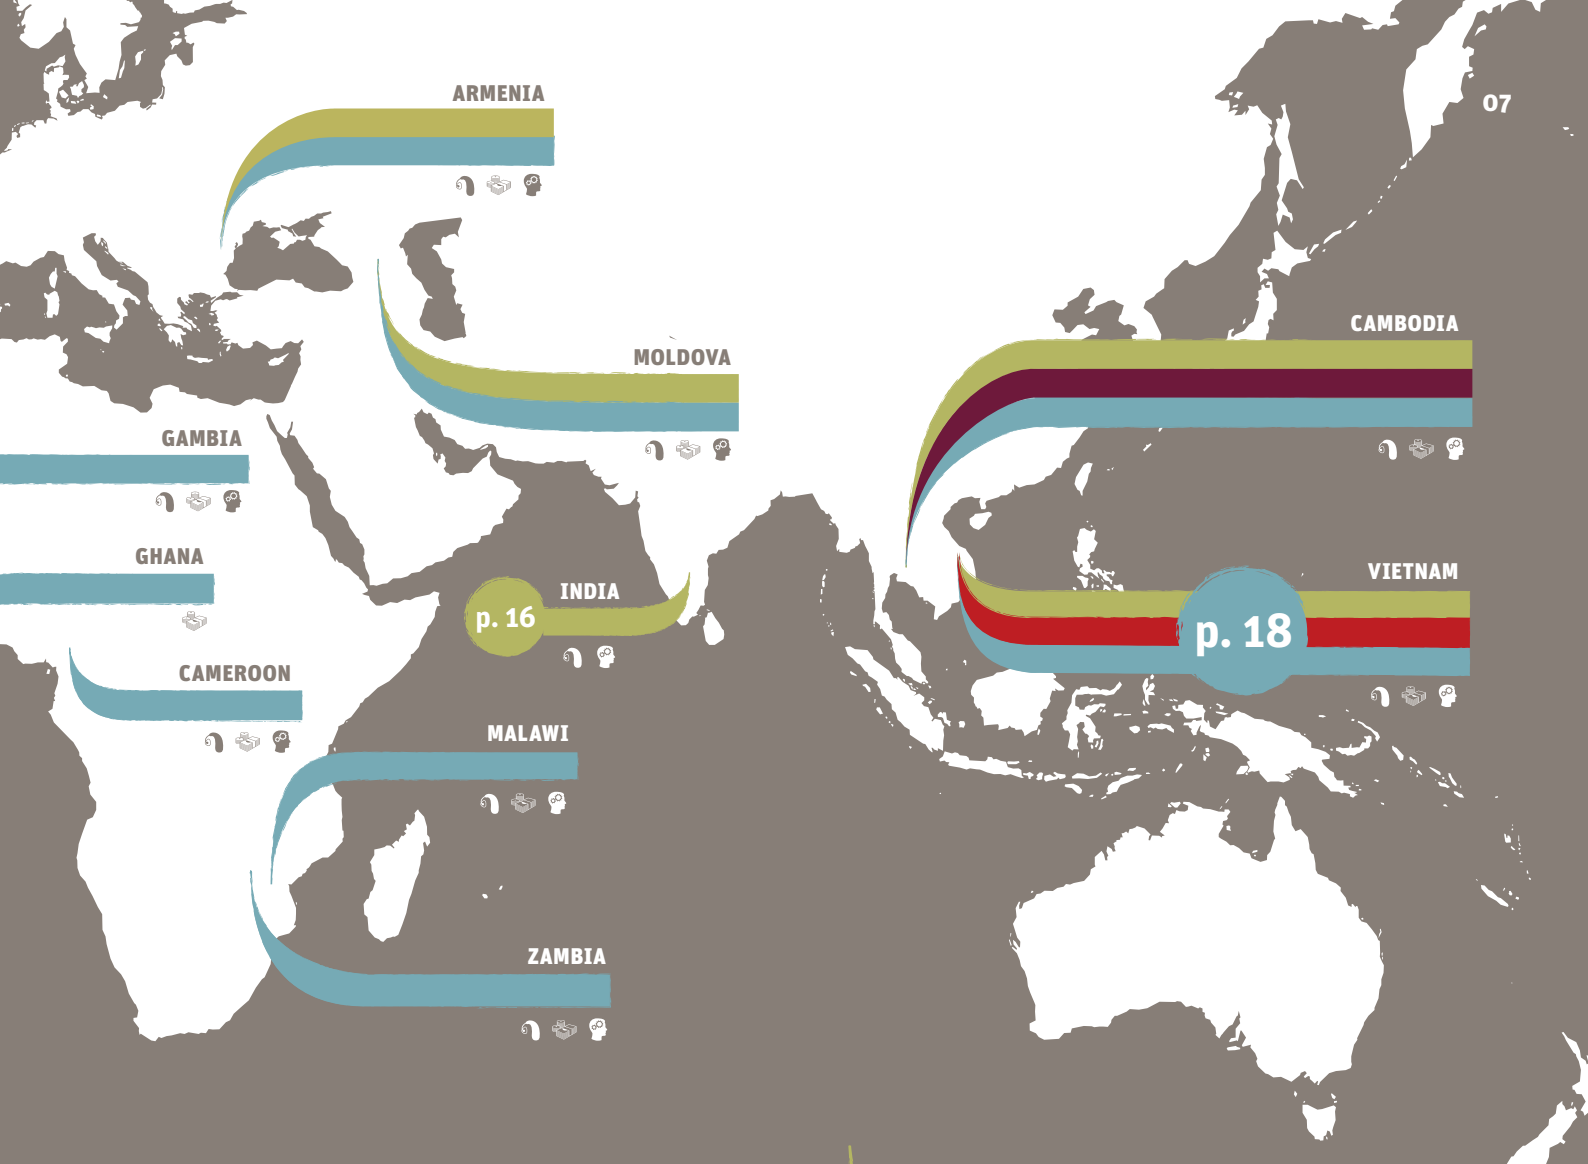 ARMENIA
07
CAMBODIA
MOLDOVA
GAMBIA
GHANA
VIETNAM
INDIA
p. 16
p. 18
CAMEROON
MALAWI
ZAMBIA